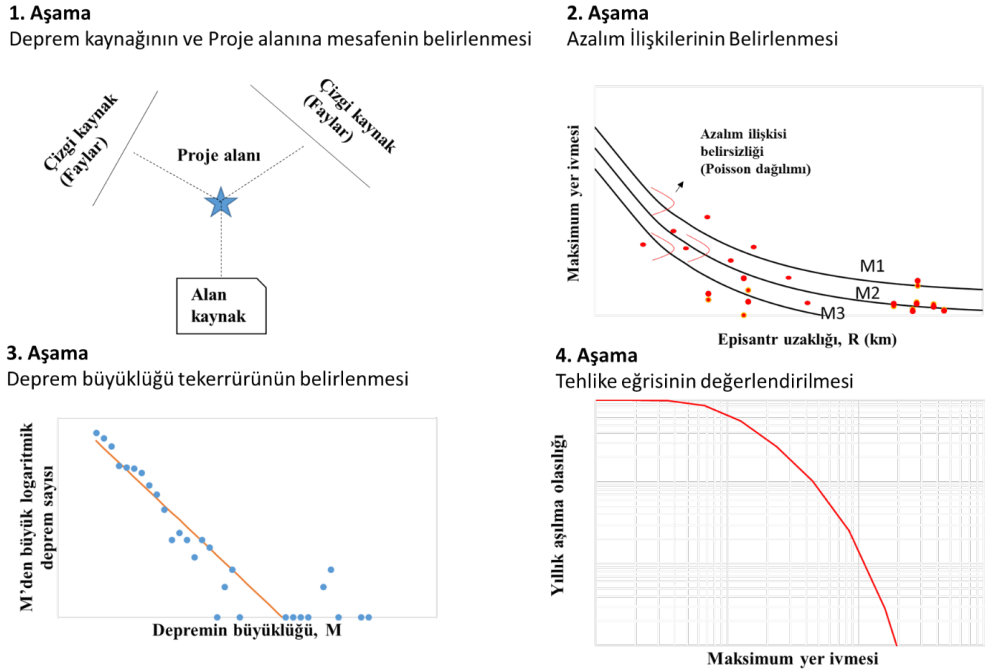 1. Aşama
Deprem kaynağının ve Proje alanına mesafenin belirlenmesi
Çizgi kaynak
(Faylar)
Proje alanı
Çizgi kaynak
(Faylar)
Alan
kaynak
2. Aşama
Azalım İlişkilerinin Belirlenmesi
Maksimum yer ivmesi
Azalım ilişkisi
belirsizliği
(Poisson dağılımı)
M1
M2
M3
Episantr uzaklığı, R (km)
3. Aşama
Deprem büyüklüğü tekerrürünün belirlenmesi
M'den büyük logaritmik
deprem sayısı
Depremin büyüklüğü, M
4. Aşama
Tehlike eğrisinin değerlendirilmesi
Yıllık aşılma olasılığı
Maksimum yer ivmesi